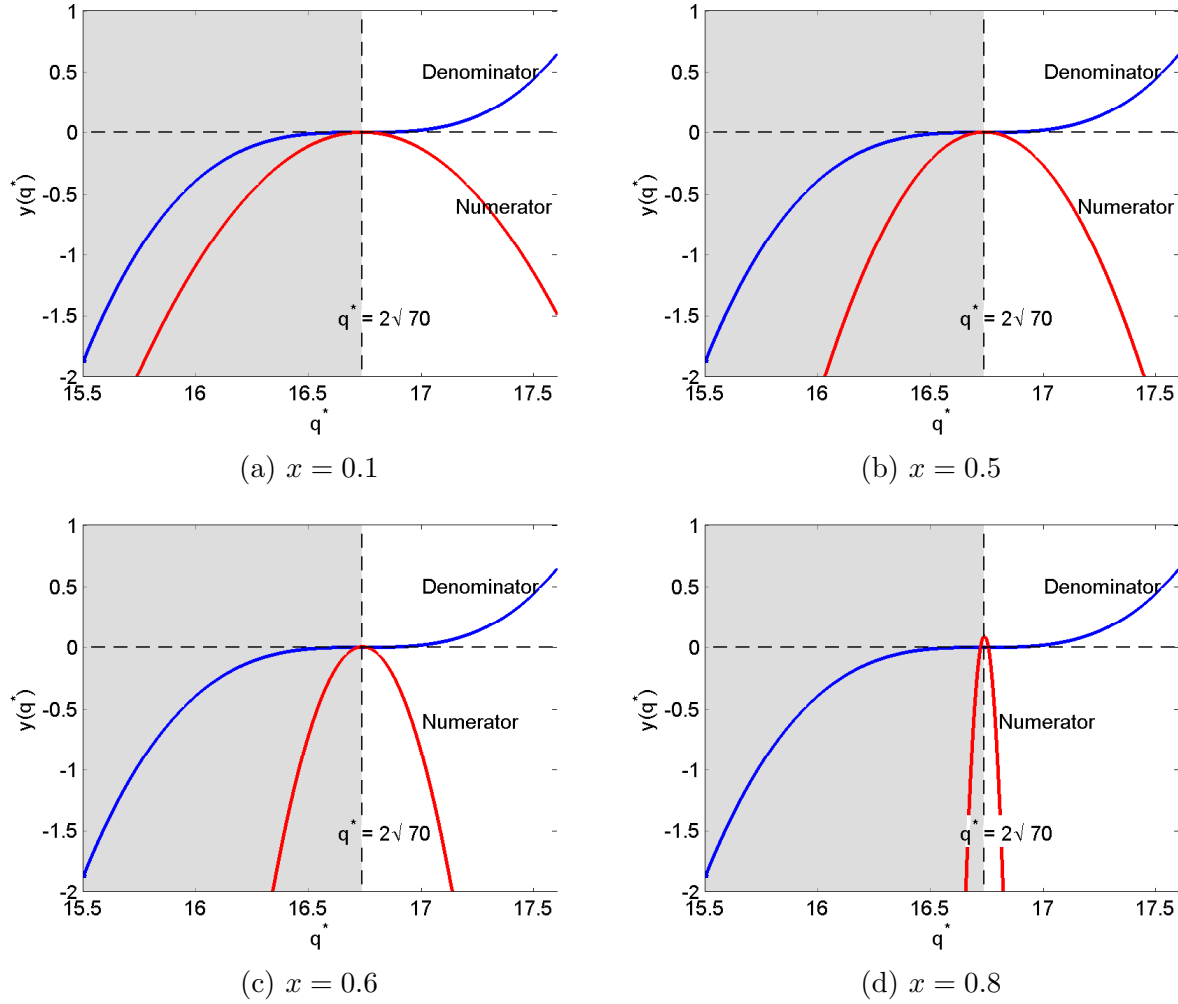 1
0.5
0
-0.5
-1
-1.5
-2
y(q*)
Denominator
Numerator
q* = 2√ 70
15.5 16 16.5 17 17.5
q*
(a) x = 0.1
1
0.5
0
-0.5
-1
-1.5
-2
y(q*)
Denominator
Numerator
q* = 2√ 70
15.5 16 16.5 17 17.5
q*
(b) x = 0.5
1
0.5
0
-0.5
-1
-1.5
-2
y(q*)
Denominator
Numerator
q* = 2√ 70
15.5 16 16.5 17 17.5
q*
(c) x = 0.6
1
0.5
0
-0.5
-1
-1.5
-2
y(q*)
Denominator
Numerator
q* = 2√ 70
15.5 16 16.5 17 17.5
q*
(d) x = 0.8